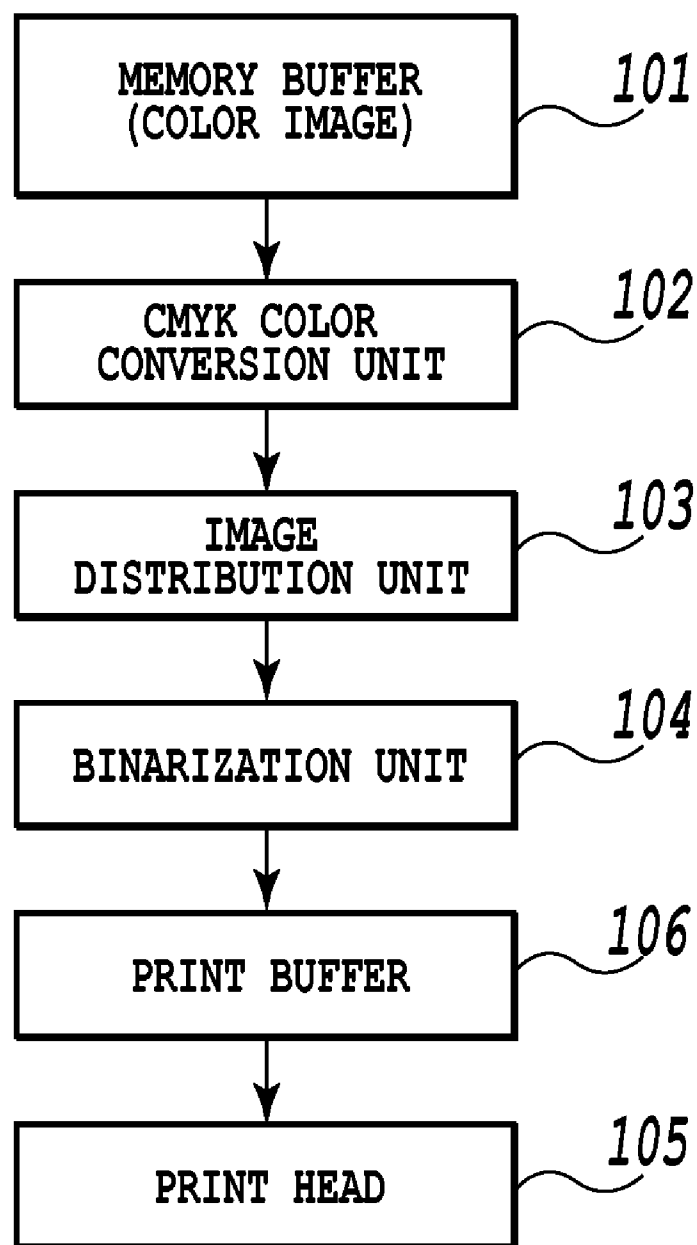 MEMORY BUFFER
(COLOR IMAGE)
101
CMYK COLOR
CONVERSION UNIT
102
IMAGE
DISTRIBUTION UNIT
103
BINARIZATION UNIT
104
PRINT BUFFER
106
PRINT HEAD
105